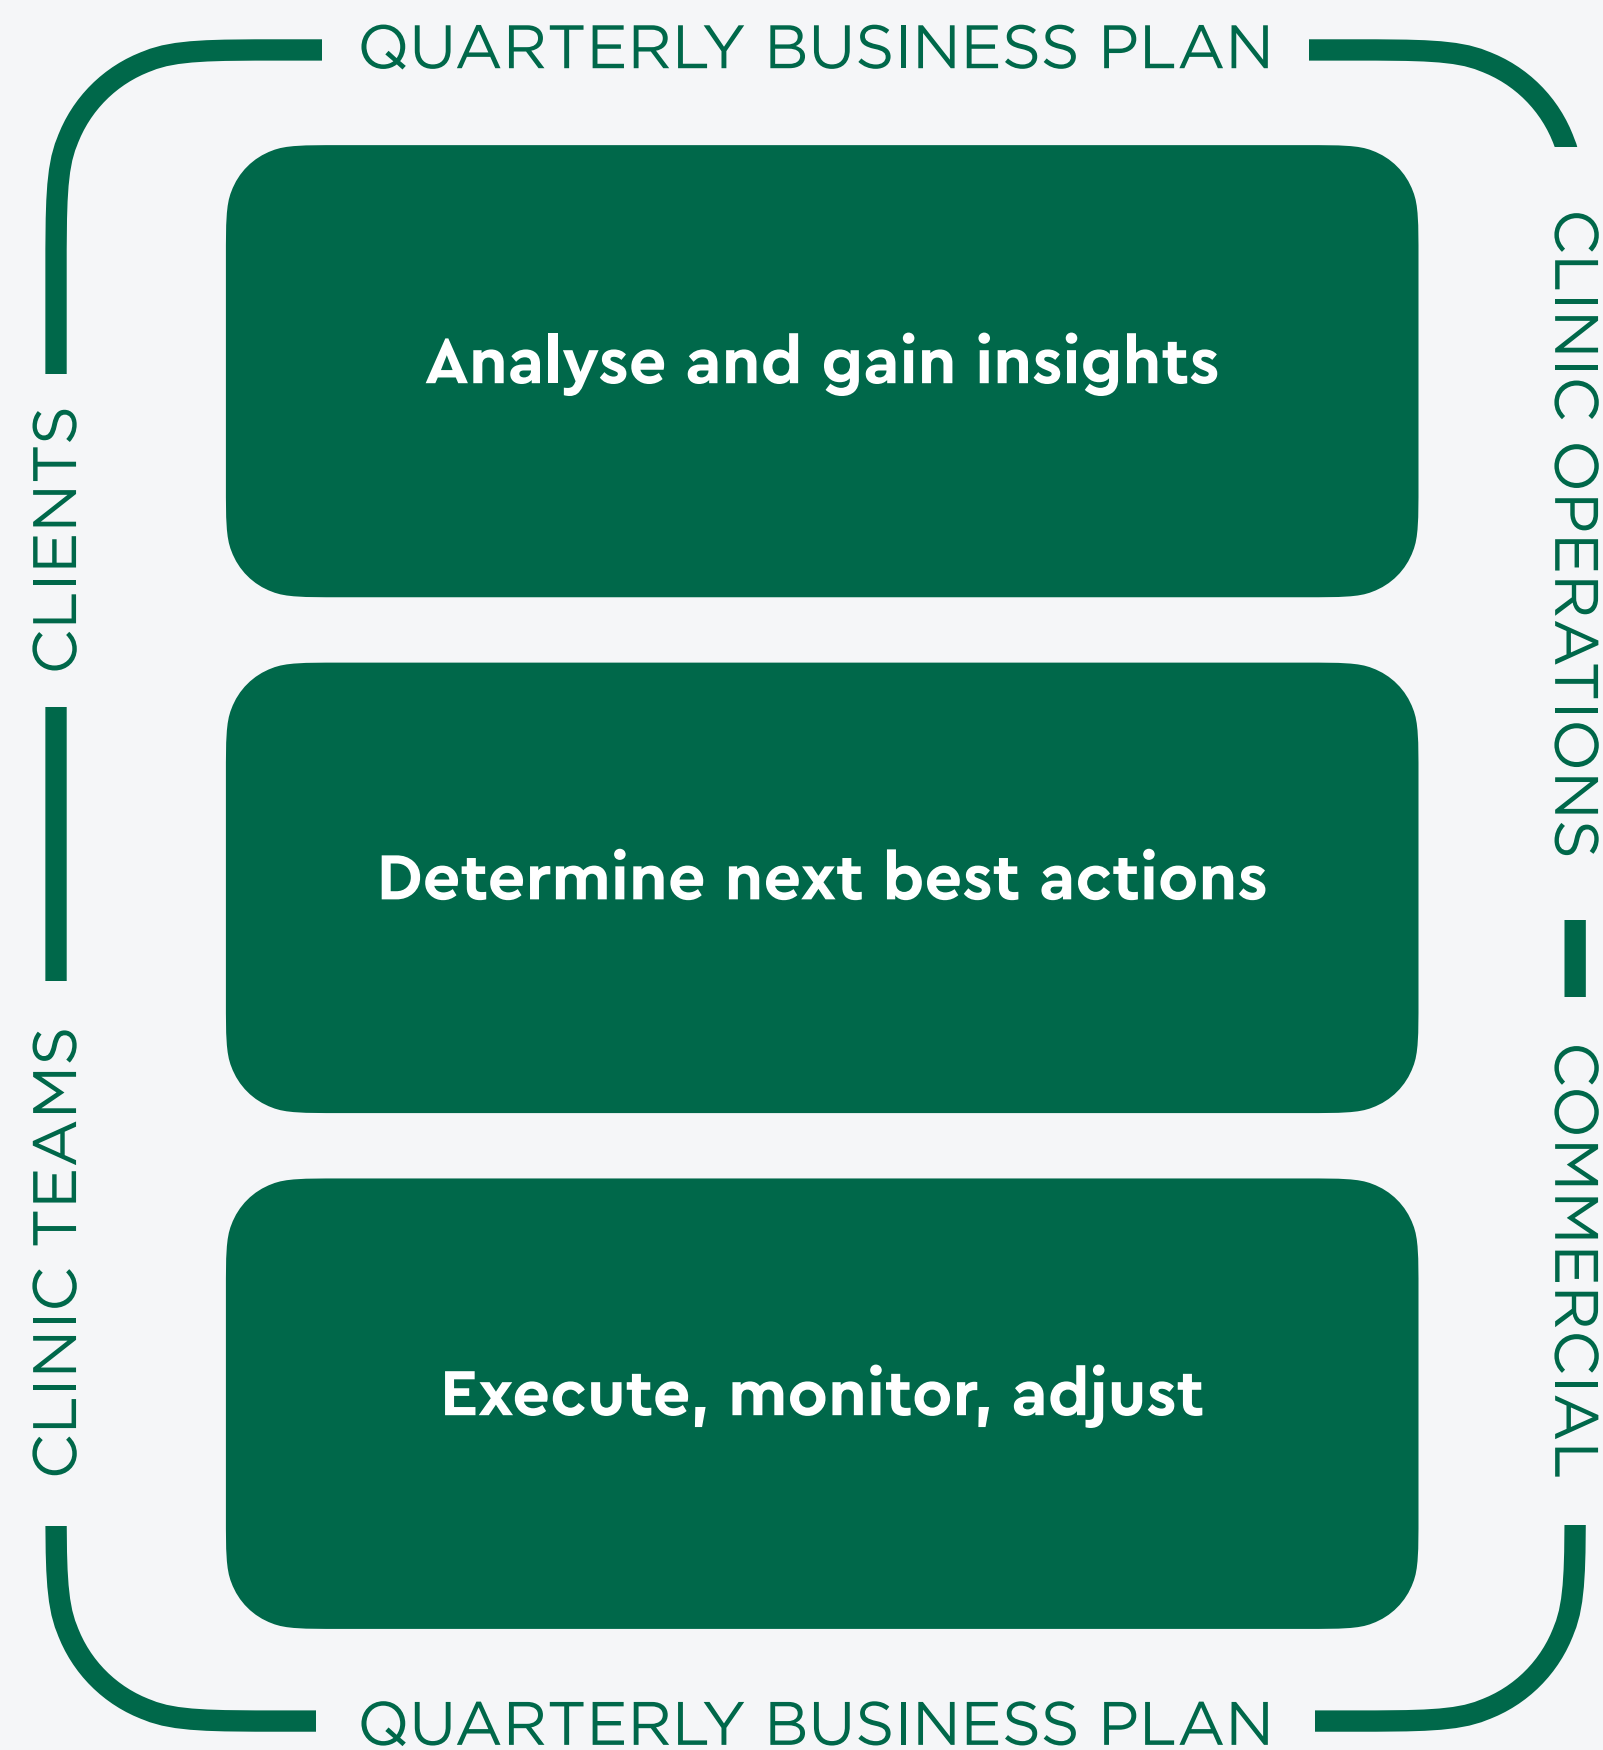 QUARTERLY BUSINESS PLAN
CLIENTS
CLINIC TEAMS
Analyse and gain insights
Determine next best actions
Execute, monitor, adjust
CLINIC OPERATIONS
COMMERCIAL
QUARTERLY BUSINESS PLAN